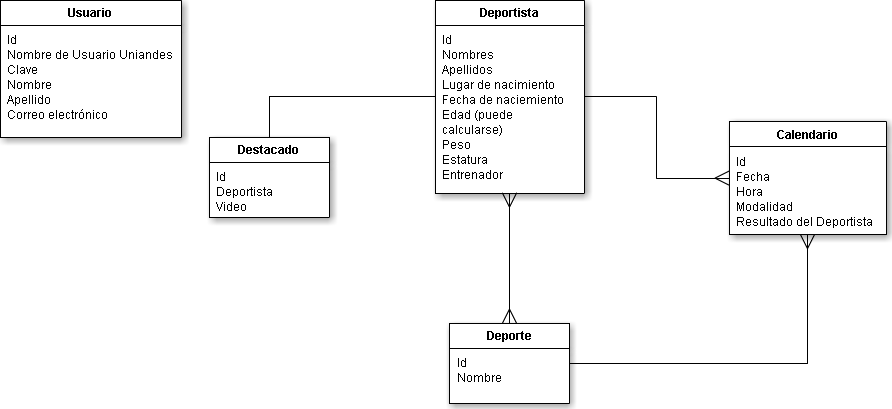 Usuario
Id
Nombre de Usuario Uniandes
Clave
Nombre
Apellido
Correo electrónico
Deportista
Id
Nombres
Apellidos
Lugar de nacimiento
Fecha de naciemiento
Edad (puede
calcularse)
Peso
Estatura
Entrenador
Destacado
Id
Deportista
Video
Calendario
Id
Fecha
Hora
Modalidad
Resultado del Deportista
Deporte
Id
Nombre